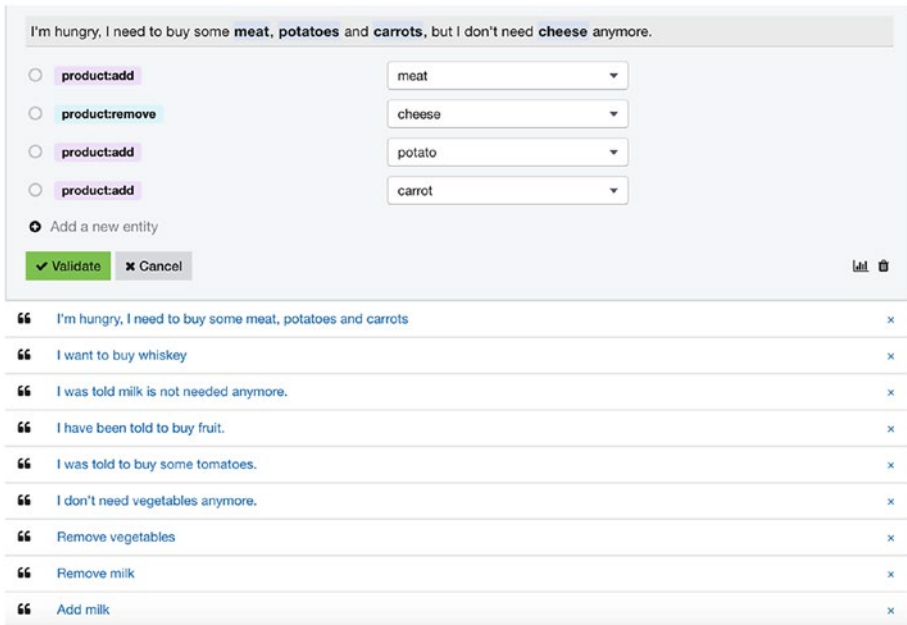 I'm hungry, I need to buy some meat, potatoes and carrots, but I don't need cheese anymore.
product:add meat
product:remove cheese
product:add potato
product:add carrot
Add a new entity
Validate Cancel
I'm hungry, I need to buy some meat, potatoes and carrots
I want to buy whiskey
I was told milk is not needed anymore.
I have been told to buy fruit.
I was told to buy some tomatoes.
I don't need vegetables anymore.
Remove vegetables
Remove milk
Add milk